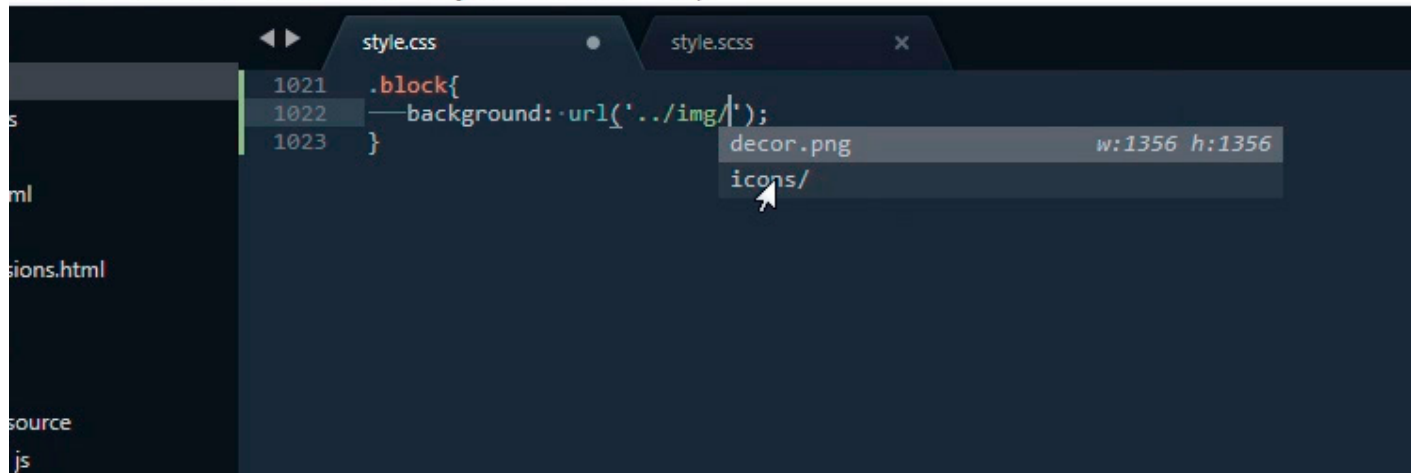 style.css
style.scss
1021 .block{
1022 background: url('../img/');
1023 }
decor.png w:1356 h:1356
icons/
s
ml
sions.html
source
js